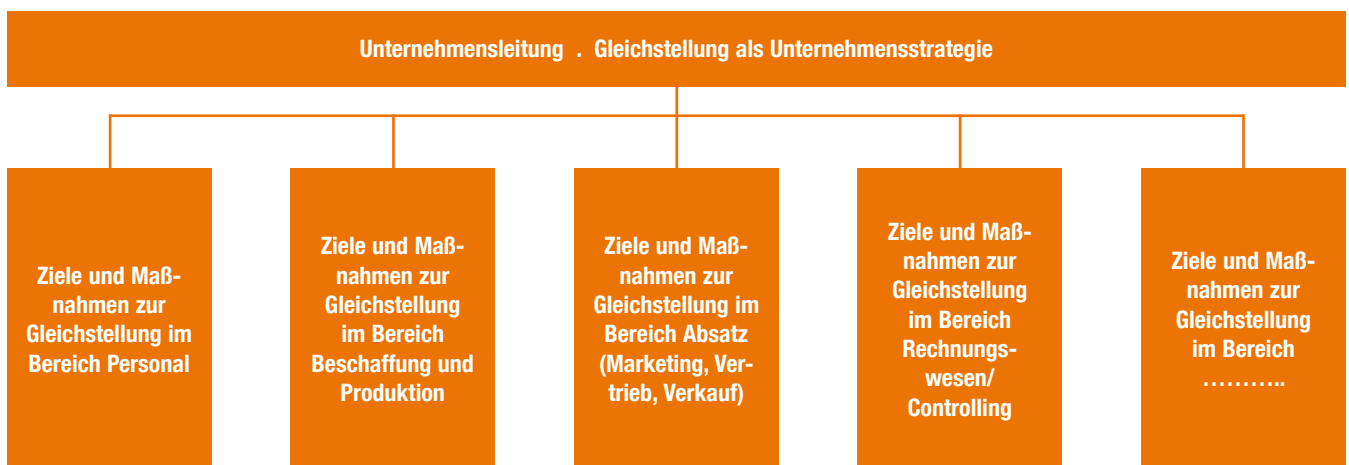 Unternehmensleitung . Gleichstellung als Unternehmensstrategie
Ziele und Maß-
nahmen zur
Gleichstellung im
Bereich Personal
Ziele und Maß-
nahmen zur
Gleichstellung
im Bereich
Beschaffung und
Produktion
Ziele und Maß-
nahmen zur
Gleichstellung im
Bereich Absatz
(Marketing, Ver-
trieb, Verkauf)
Ziele und Maß-
nahmen zur
Gleichstellung
im Bereich
Rechnungs-
wesen/
Controlling
Ziele und Maß-
nahmen zur
Gleichstellung
im Bereich
………..